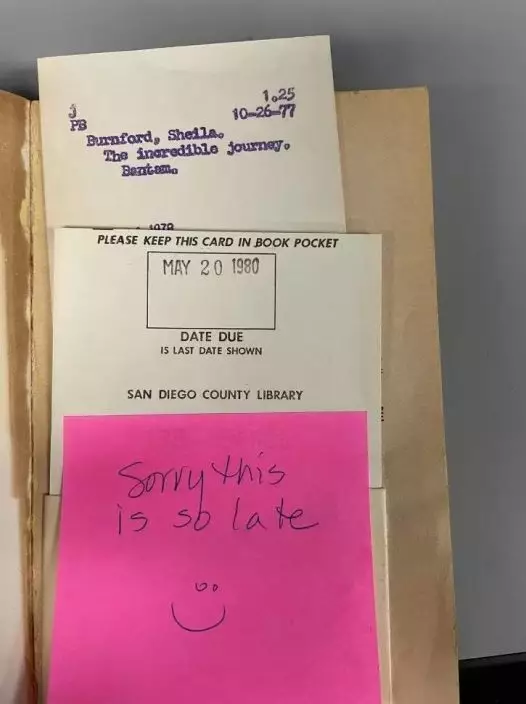 J
1.25
PB
10-26-77
Burnford, Sheila.
The incredible journey.
Bantam.
1978
PLEASE KEEP THIS CARD IN BOOK POCKET
MAY 20 1980
DATE DUE
IS LAST DATE SHOWN
SAN DIEGO COUNTY LIBRARY
Sorry this
is so late